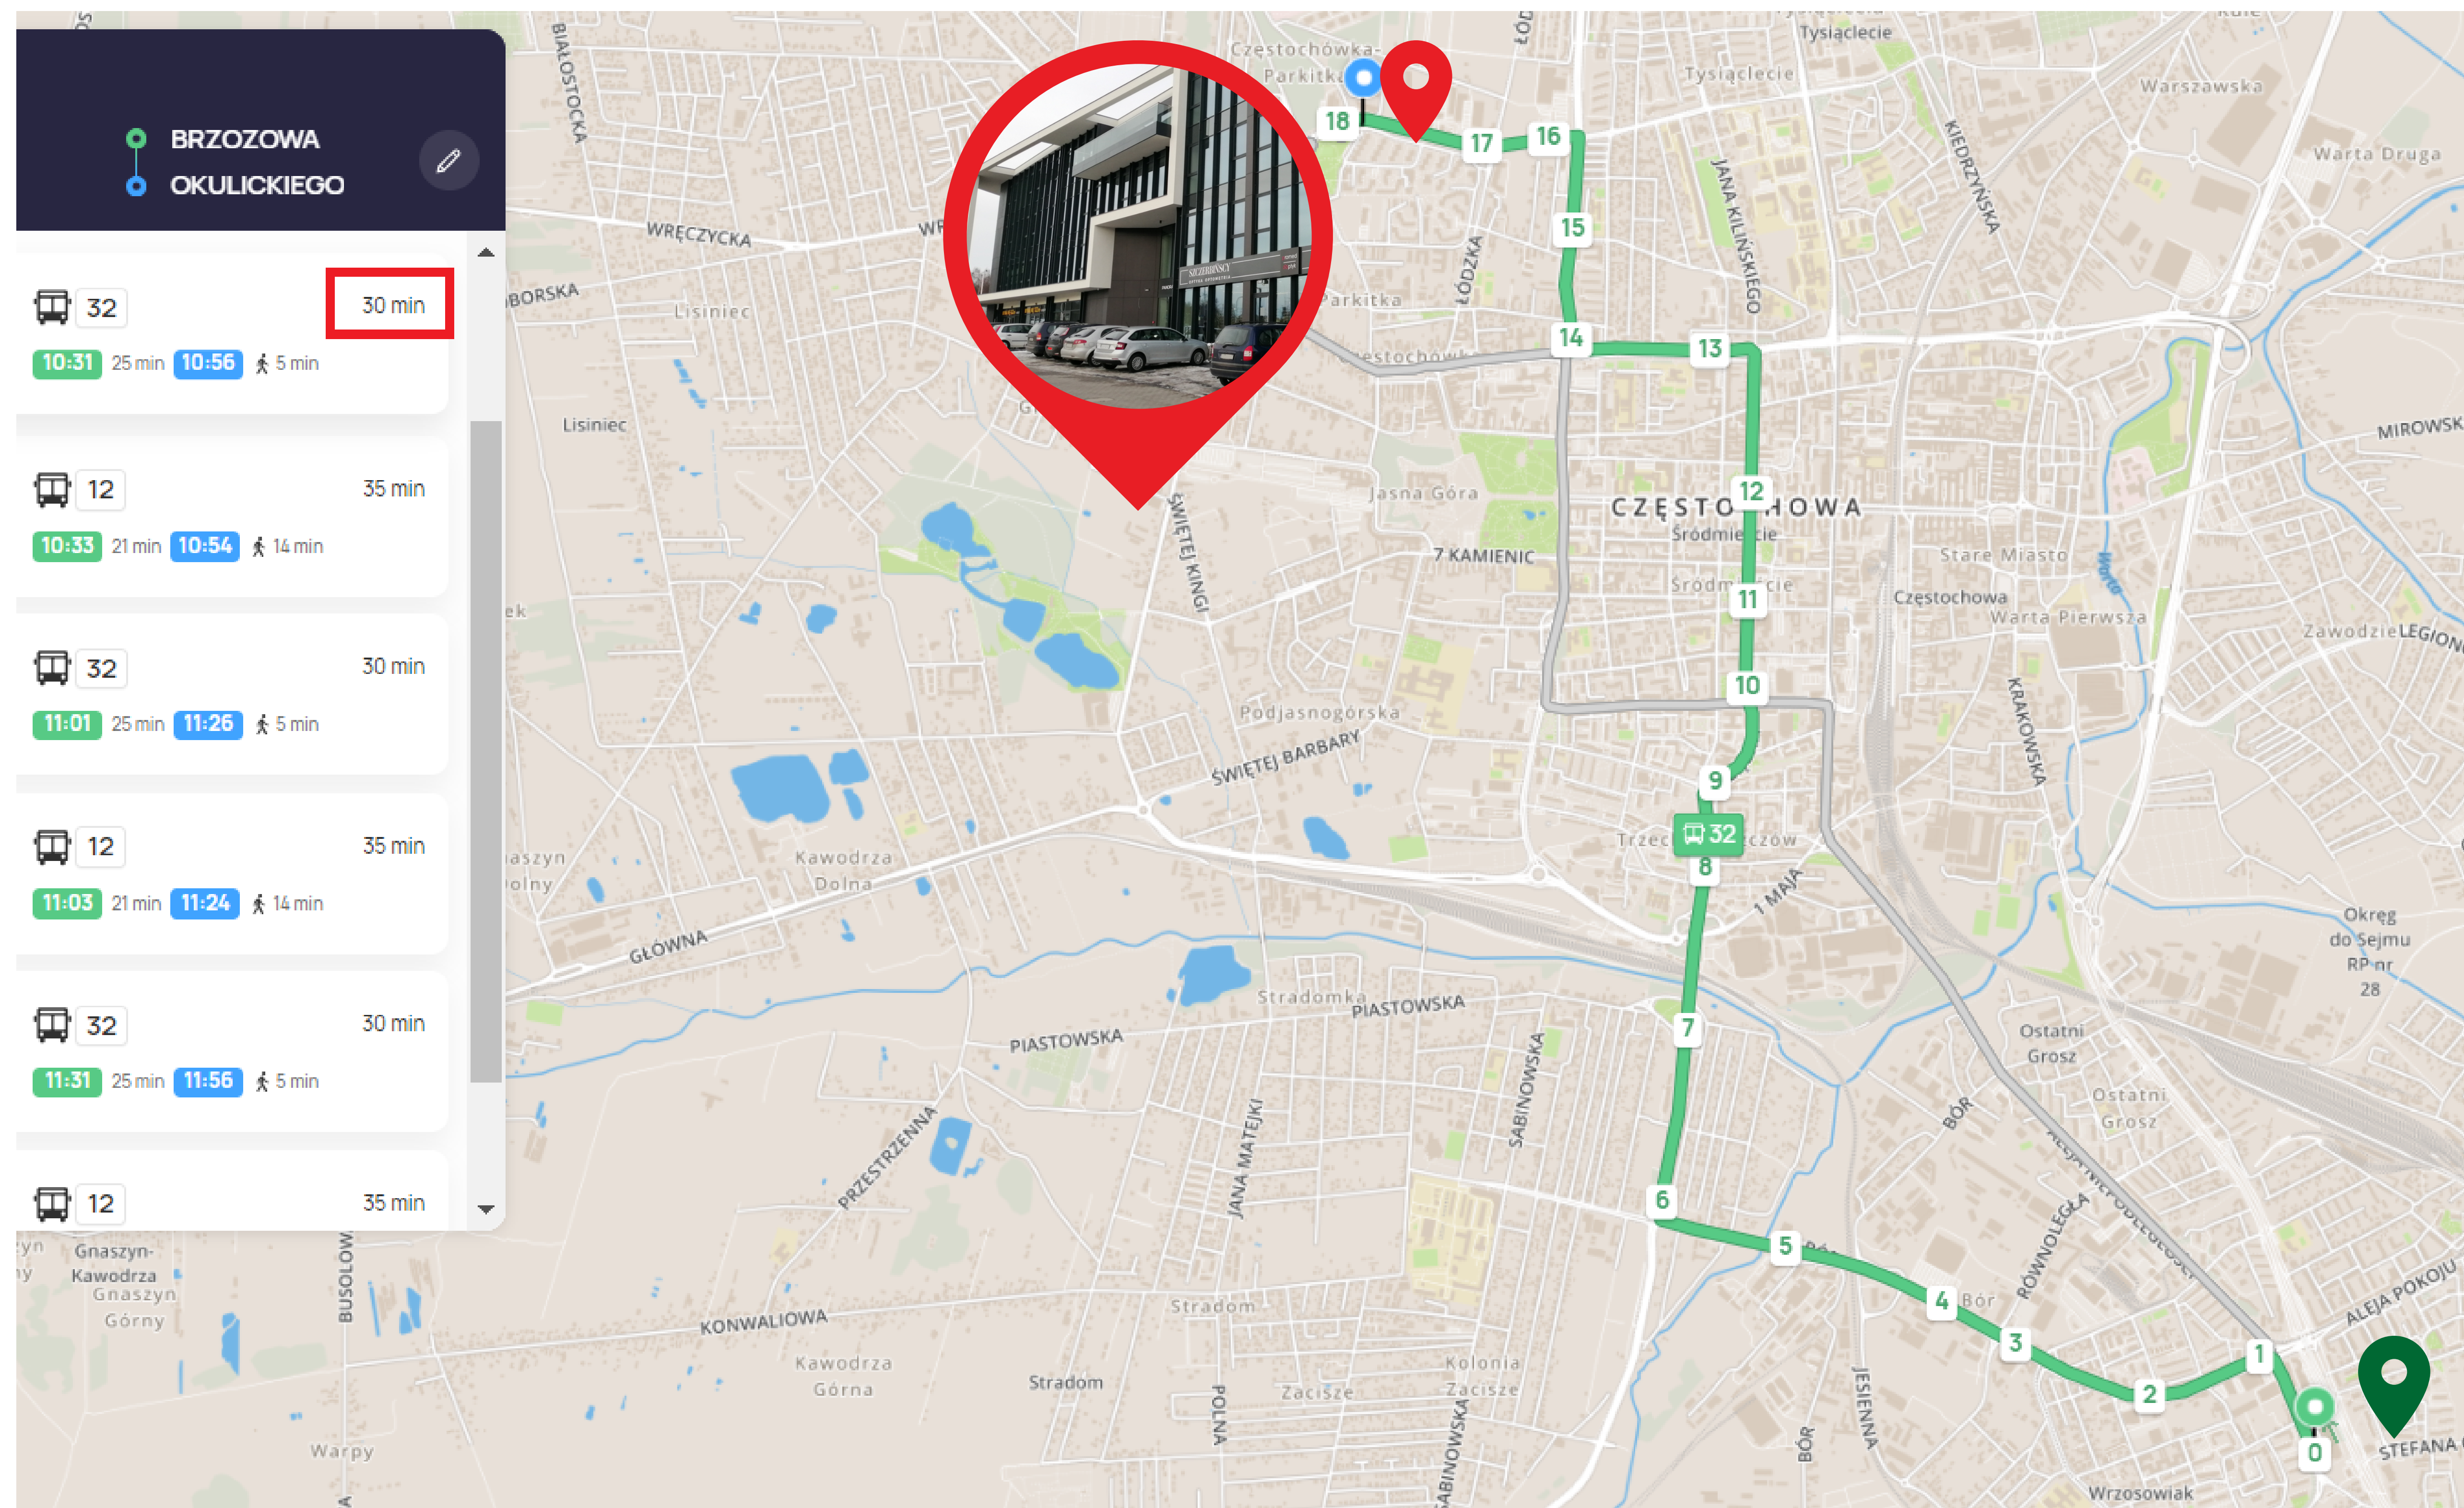 BRZOZOWA
OKULICKIEGO
32
30 min
10:31 25 min 10:56 5 min
12
35 min
10:33 21 min 10:54 14 min
32
30 min
11:01 25 min 11:26 5 min
12
35 min
11:03 21 min 11:24 14 min
32
30 min
11:31 25 min 11:56 5 min
12
35 min
BIAŁOSTOCKA
Częstochówka-
Parkitka
Tysiąclecie
Tysiąclecie
Warszawska
KIEDRZYŃSKA
Warta Druga
JANA KILIŃSKIEGO
18
17
16
15
14
13
12
11
10
9
32
8
7
6
5
4
3
2
1
0
SZCZERBIŃSCY
WRĘCZYCKA
Lisiniec
Lisiniec
Parkitka
ŁÓDZKA
MIROWSK
Jasna Góra
7 KAMIENIC
CZĘSTO HOWA
Stare Miasto
Częstochowa
Warta Pierwsza
Warta
Zawodzie
LEGION
ŚWIĘTEJ KINGI
Podjasnogórska
ŚWIĘTEJ BARBARY
KRAKOWSKA
Kawodrza
Dolna
1 MAJA
GŁÓWNA
Okręg
do Sejmu
RP nr
28
Stradomka
PIASTOWSKA
PIASTOWSKA
Ostatni
Grosz
Ostatni
Grosz
SABINOWSKA
BÓR
PRZESTRZENNA
JANA MATEJKI
ALEJA NIEPODLEGŁOŚCI
RÓWNOLEGŁA
ALEJA POKOJU
Gnaszyn-
Kawodrza
Gnaszyn
Górny
BUSOLOW
KONWALIOWA
Stradom
Bór
Kawodrza
Górna
Stradom
POLNA
Zacisze
Kolonia
Zacisze
SABINOWSKA
JESIENNA
BÓR
STEFANA
Warpy
Wrzosowiak